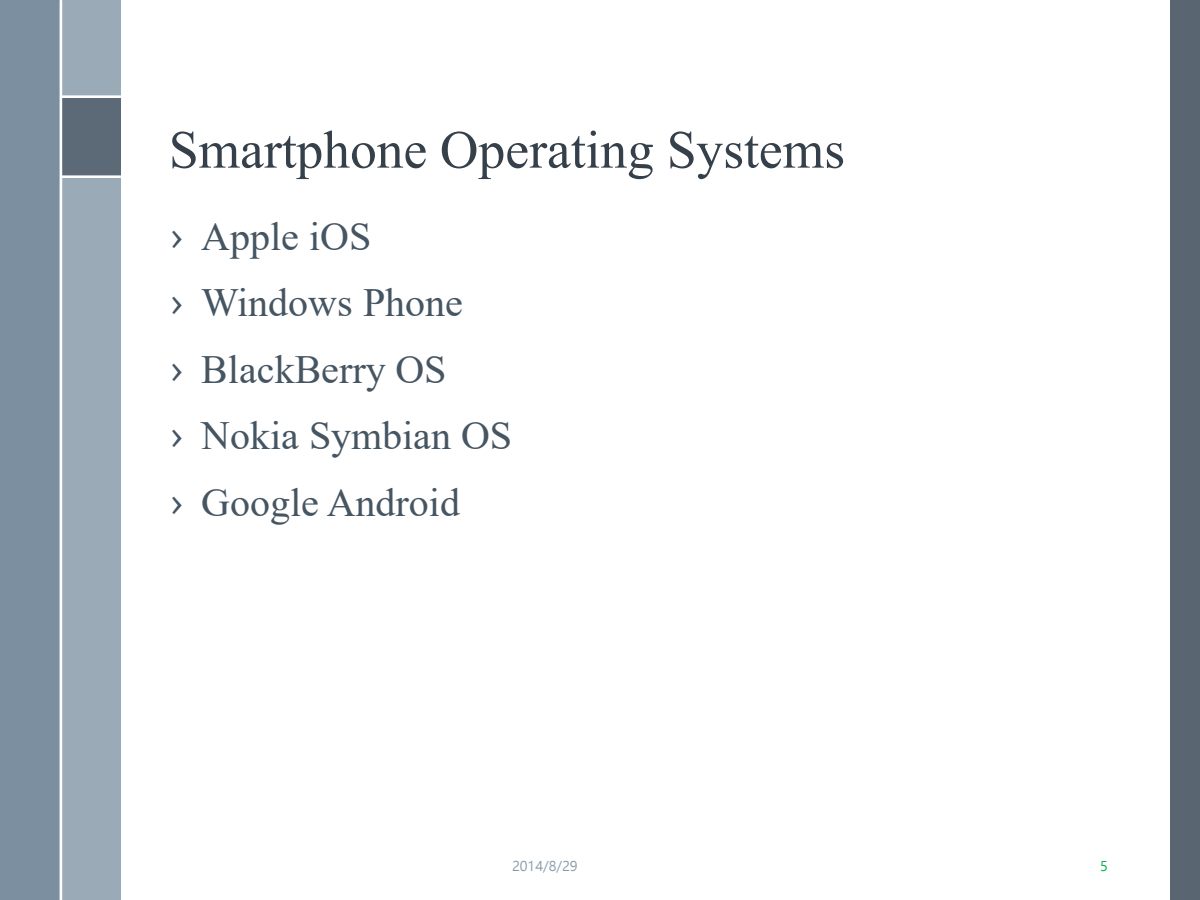 Smartphone Operating Systems
› Apple iOS
› Windows Phone
› BlackBerry OS
› Nokia Symbian OS
› Google Android
2014/8/29
5